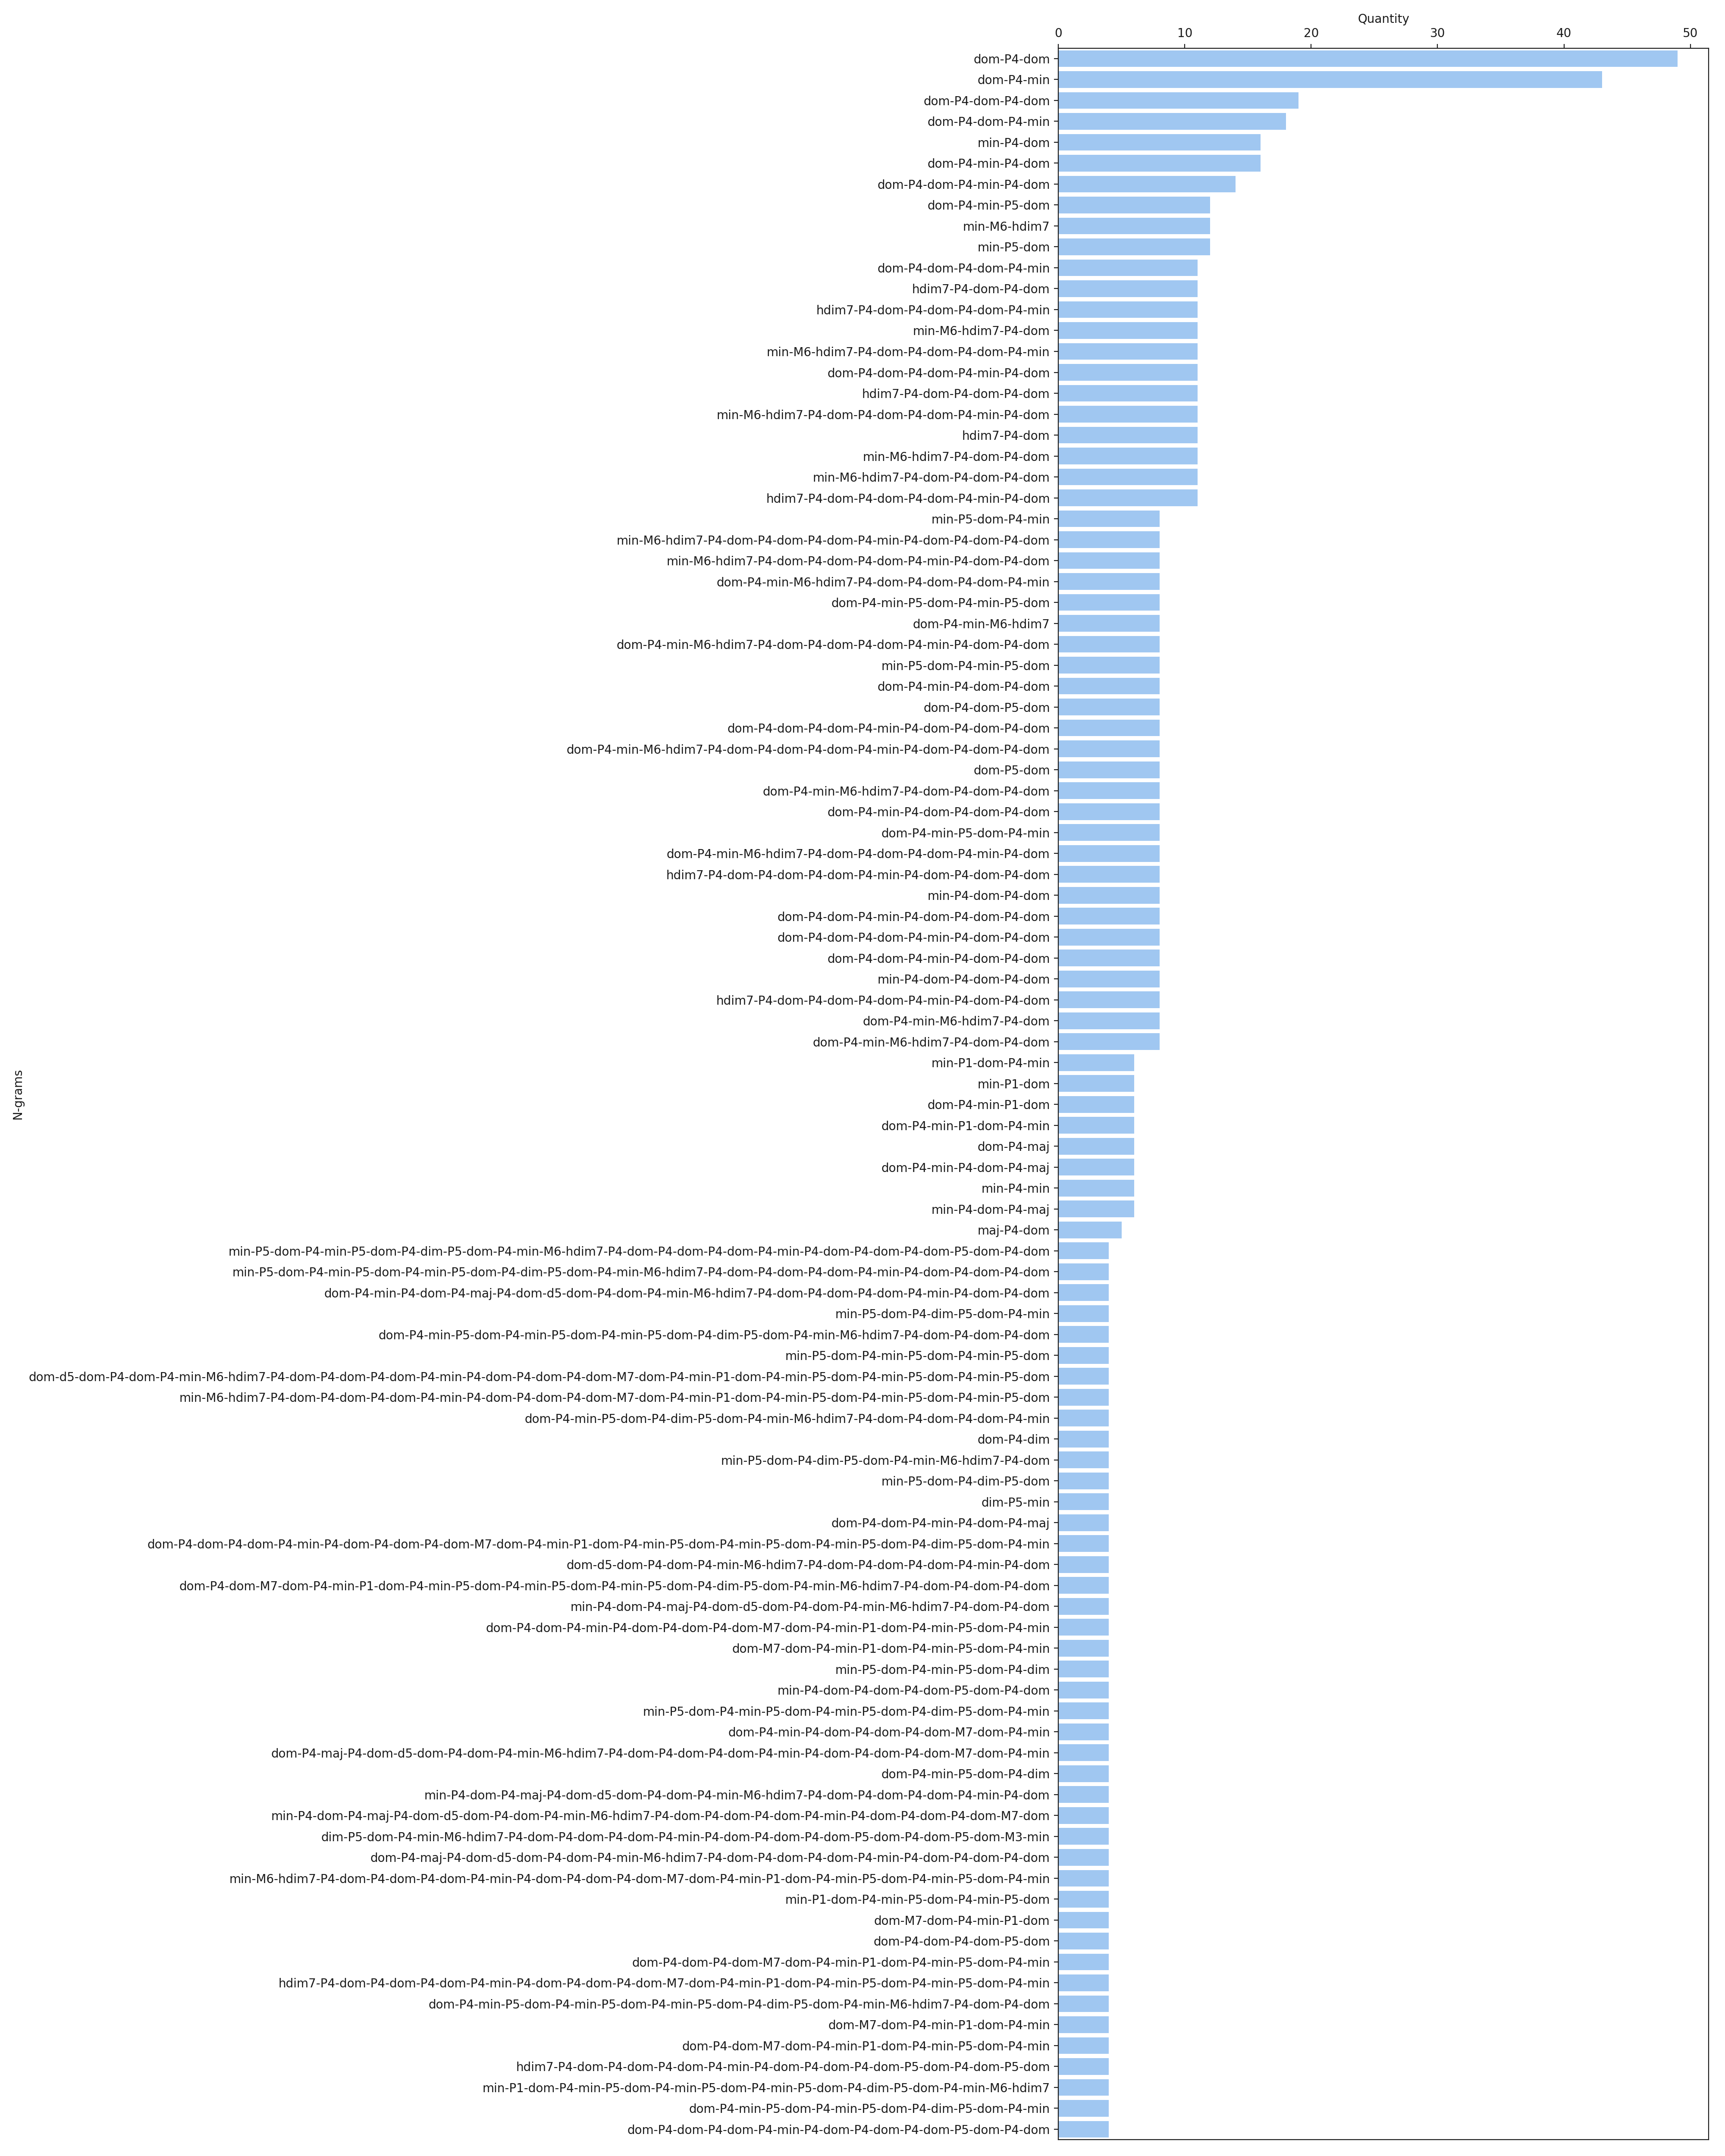 Quantity
0 10 20 30 40 50
dom-P4-dom
dom-P4-min
dom-P4-dom-P4-dom
dom-P4-dom-P4-min
min-P4-dom
dom-P4-min-P4-dom
dom-P4-dom-P4-min-P4-dom
dom-P4-min-P5-dom
min-M6-hdim7
min-P5-dom
dom-P4-dom-P4-dom-P4-min
hdim7-P4-dom-P4-dom
hdim7-P4-dom-P4-dom-P4-dom-P4-min
min-M6-hdim7-P4-dom
min-M6-hdim7-P4-dom-P4-dom-P4-dom-P4-min
dom-P4-dom-P4-dom-P4-min-P4-dom
hdim7-P4-dom-P4-dom-P4-dom
min-M6-hdim7-P4-dom-P4-dom-P4-dom-P4-min-P4-dom
hdim7-P4-dom
min-M6-hdim7-P4-dom-P4-dom
min-M6-hdim7-P4-dom-P4-dom-P4-dom
hdim7-P4-dom-P4-dom-P4-dom-P4-min-P4-dom
min-P5-dom-P4-min
min-M6-hdim7-P4-dom-P4-dom-P4-dom-P4-min-P4-dom-P4-dom-P4-dom
min-M6-hdim7-P4-dom-P4-dom-P4-dom-P4-min-P4-dom-P4-dom
dom-P4-min-M6-hdim7-P4-dom-P4-dom-P4-dom-P4-min
dom-P4-min-P5-dom-P4-min-P5-dom
dom-P4-min-M6-hdim7
dom-P4-min-M6-hdim7-P4-dom-P4-dom-P4-dom-P4-min-P4-dom-P4-dom
min-P5-dom-P4-min-P5-dom
dom-P4-min-P4-dom-P4-dom
dom-P4-dom-P5-dom
dom-P4-dom-P4-dom-P4-min-P4-dom-P4-dom-P4-dom
dom-P4-min-M6-hdim7-P4-dom-P4-dom-P4-dom-P4-min-P4-dom-P4-dom-P4-dom
dom-P5-dom
dom-P4-min-M6-hdim7-P4-dom-P4-dom-P4-dom
dom-P4-min-P4-dom-P4-dom-P4-dom
dom-P4-min-P5-dom-P4-min
dom-P4-min-M6-hdim7-P4-dom-P4-dom-P4-dom-P4-min-P4-dom
hdim7-P4-dom-P4-dom-P4-dom-P4-min-P4-dom-P4-dom-P4-dom
min-P4-dom-P4-dom
dom-P4-dom-P4-min-P4-dom-P4-dom-P4-dom
dom-P4-dom-P4-dom-P4-min-P4-dom-P4-dom
dom-P4-dom-P4-min-P4-dom-P4-dom
min-P4-dom-P4-dom-P4-dom
hdim7-P4-dom-P4-dom-P4-dom-P4-min-P4-dom-P4-dom
dom-P4-min-M6-hdim7-P4-dom
dom-P4-min-M6-hdim7-P4-dom-P4-dom
min-P1-dom-P4-min
min-P1-dom
dom-P4-min-P1-dom
dom-P4-min-P1-dom-P4-min
dom-P4-maj
dom-P4-min-P4-dom-P4-maj
min-P4-min
min-P4-dom-P4-maj
maj-P4-dom
min-P5-dom-P4-min-P5-dom-P4-dim-P5-dom-P4-min-M6-hdim7-P4-dom-P4-dom-P4-dom-P4-min-P4-dom-P4-dom-P4-dom-P5-dom-P4-dom
min-P5-dom-P4-min-P5-dom-P4-min-P5-dom-P4-dim-P5-dom-P4-min-M6-hdim7-P4-dom-P4-dom-P4-dom-P4-min-P4-dom-P4-dom-P4-dom
dom-P4-min-P4-dom-P4-maj-P4-dom-d5-dom-P4-dom-P4-min-M6-hdim7-P4-dom-P4-dom-P4-dom-P4-min-P4-dom-P4-dom
min-P5-dom-P4-dim-P5-dom-P4-min
dom-P4-min-P5-dom-P4-min-P5-dom-P4-min-P5-dom-P4-dim-P5-dom-P4-min-M6-hdim7-P4-dom-P4-dom-P4-dom
min-P5-dom-P4-min-P5-dom-P4-min-P5-dom
dom-d5-dom-P4-dom-P4-min-M6-hdim7-P4-dom-P4-dom-P4-dom-P4-min-P4-dom-P4-dom-P4-dom-M7-dom-P4-min-P1-dom-P4-min-P5-dom-P4-min-P5-dom-P4-min-P5-dom
min-M6-hdim7-P4-dom-P4-dom-P4-dom-P4-min-P4-dom-P4-dom-P4-dom-M7-dom-P4-min-P1-dom-P4-min-P5-dom-P4-min-P5-dom-P4-min-P5-dom
dom-P4-min-P5-dom-P4-dim-P5-dom-P4-min-M6-hdim7-P4-dom-P4-dom-P4-dom-P4-min
dom-P4-dim
min-P5-dom-P4-dim-P5-dom-P4-min-M6-hdim7-P4-dom
min-P5-dom-P4-dim-P5-dom
dim-P5-min
dom-P4-dom-P4-min-P4-dom-P4-maj
dom-P4-dom-P4-dom-P4-min-P4-dom-P4-dom-P4-dom-M7-dom-P4-min-P1-dom-P4-min-P5-dom-P4-min-P5-dom-P4-min-P5-dom-P4-dim-P5-dom-P4-min
dom-d5-dom-P4-dom-P4-min-M6-hdim7-P4-dom-P4-dom-P4-dom-P4-min-P4-dom
dom-P4-dom-M7-dom-P4-min-P1-dom-P4-min-P5-dom-P4-min-P5-dom-P4-min-P5-dom-P4-dim-P5-dom-P4-min-M6-hdim7-P4-dom-P4-dom-P4-dom
min-P4-dom-P4-maj-P4-dom-d5-dom-P4-dom-P4-min-M6-hdim7-P4-dom-P4-dom
dom-P4-dom-P4-min-P4-dom-P4-dom-P4-dom-M7-dom-P4-min-P1-dom-P4-min-P5-dom-P4-min
dom-M7-dom-P4-min-P1-dom-P4-min-P5-dom-P4-min
min-P5-dom-P4-min-P5-dom-P4-dim
min-P4-dom-P4-dom-P4-dom-P5-dom-P4-dom
min-P5-dom-P4-min-P5-dom-P4-min-P5-dom-P4-dim-P5-dom-P4-min
dom-P4-min-P4-dom-P4-dom-P4-dom-M7-dom-P4-min
dom-P4-maj-P4-dom-d5-dom-P4-dom-P4-min-M6-hdim7-P4-dom-P4-dom-P4-dom-P4-min-P4-dom-P4-dom-P4-dom-M7-dom-P4-min
dom-P4-min-P5-dom-P4-dim
min-P4-dom-P4-maj-P4-dom-d5-dom-P4-dom-P4-min-M6-hdim7-P4-dom-P4-dom-P4-dom-P4-min-P4-dom
min-P4-dom-P4-maj-P4-dom-d5-dom-P4-dom-P4-min-M6-hdim7-P4-dom-P4-dom-P4-dom-P4-min-P4-dom-P4-dom-P4-dom-M7-dom
dim-P5-dom-P4-min-M6-hdim7-P4-dom-P4-dom-P4-dom-P4-min-P4-dom-P4-dom-P4-dom-P5-dom-P4-dom-P5-dom-M3-min
dom-P4-maj-P4-dom-d5-dom-P4-dom-P4-min-M6-hdim7-P4-dom-P4-dom-P4-dom-P4-min-P4-dom-P4-dom-P4-dom
min-M6-hdim7-P4-dom-P4-dom-P4-dom-P4-min-P4-dom-P4-dom-P4-dom-M7-dom-P4-min-P1-dom-P4-min-P5-dom-P4-min-P5-dom-P4-min
min-P1-dom-P4-min-P5-dom-P4-min-P5-dom
dom-M7-dom-P4-min-P1-dom
dom-P4-dom-P4-dom-P5-dom
dom-P4-dom-P4-dom-M7-dom-P4-min-P1-dom-P4-min-P5-dom-P4-min
hdim7-P4-dom-P4-dom-P4-dom-P4-min-P4-dom-P4-dom-P4-dom-M7-dom-P4-min-P1-dom-P4-min-P5-dom-P4-min-P5-dom-P4-min
dom-P4-min-P5-dom-P4-min-P5-dom-P4-min-P5-dom-P4-dim-P5-dom-P4-min-M6-hdim7-P4-dom-P4-dom
dom-M7-dom-P4-min-P1-dom-P4-min
dom-P4-dom-M7-dom-P4-min-P1-dom-P4-min-P5-dom-P4-min
hdim7-P4-dom-P4-dom-P4-dom-P4-min-P4-dom-P4-dom-P4-dom-P5-dom-P4-dom-P5-dom
min-P1-dom-P4-min-P5-dom-P4-min-P5-dom-P4-min-P5-dom-P4-dim-P5-dom-P4-min-M6-hdim7
dom-P4-min-P5-dom-P4-min-P5-dom-P4-dim-P5-dom-P4-min
dom-P4-dom-P4-dom-P4-min-P4-dom-P4-dom-P4-dom-P5-dom-P4-dom
N-grams